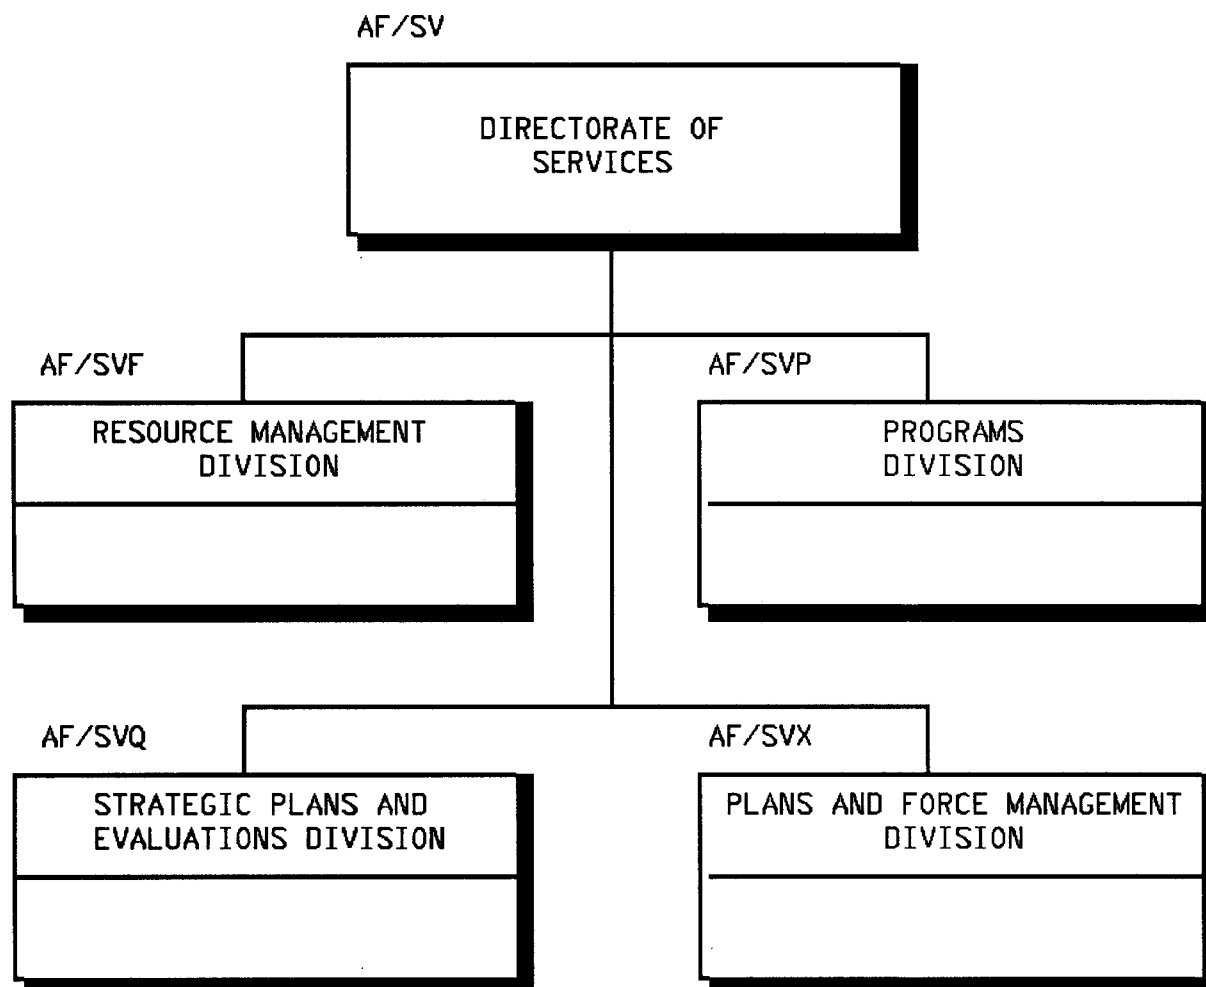 AF/SV
DIRECTORATE OF
SERVICES
AF/SVF
RESOURCE MANAGEMENT
DIVISION
AF/SVP
PROGRAMS
DIVISION
AF/SVQ
STRATEGIC PLANS AND
EVALUATIONS DIVISION
AF/SVX
PLANS AND FORCE MANAGEMENT
DIVISION